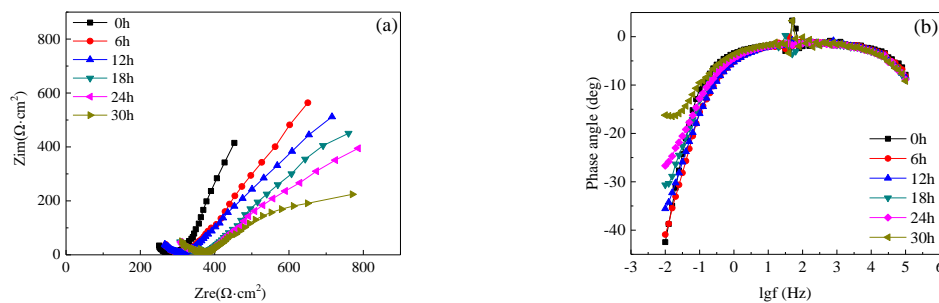 (a)
0h
6h
12h
18h
24h
30h
800
600
400
200
0
Zim(Ω·cm²)
0 200 400 600 800
Zre(Ω·cm²)
(b)
0
-10
-20
-30
-40
Phase angle (deg)
0h
6h
12h
18h
24h
30h
-3 -2 -1 0 1 2 3 4 5 6
lgf (Hz)